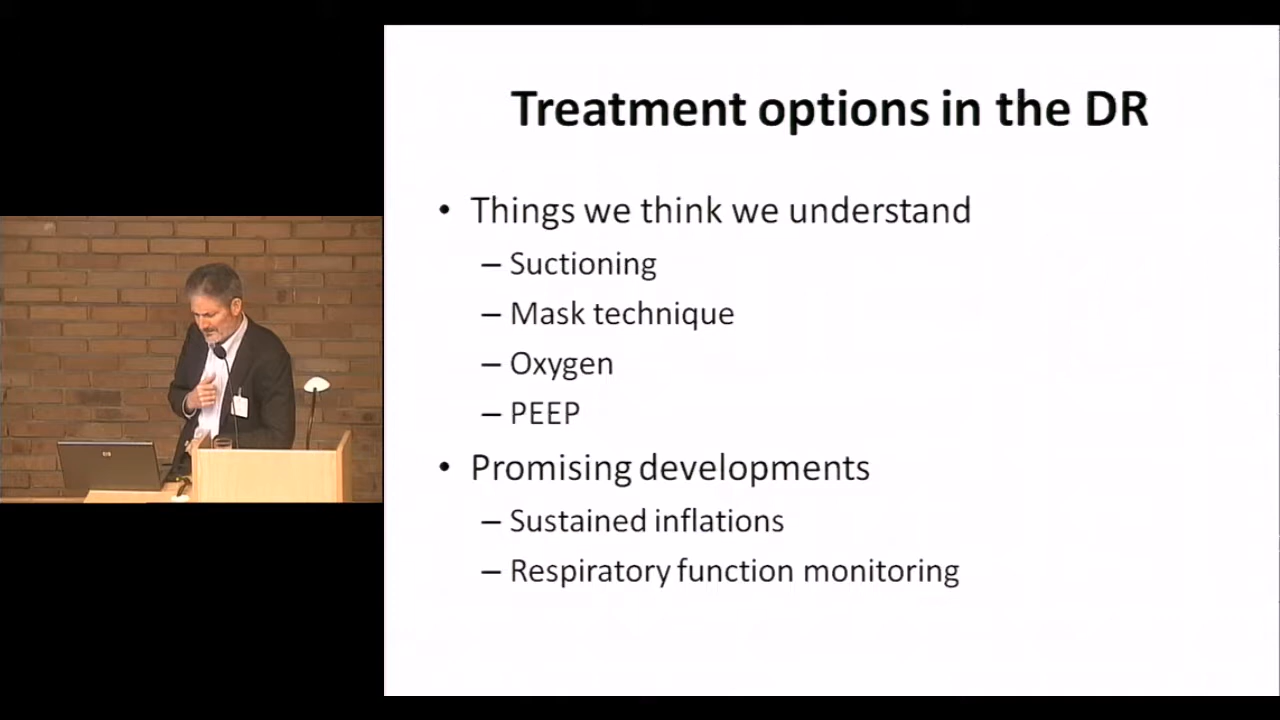 Treatment options in the DR
• Things we think we understand
– Suctioning
– Mask technique
– Oxygen
– PEEP
• Promising developments
– Sustained inflations
– Respiratory function monitoring